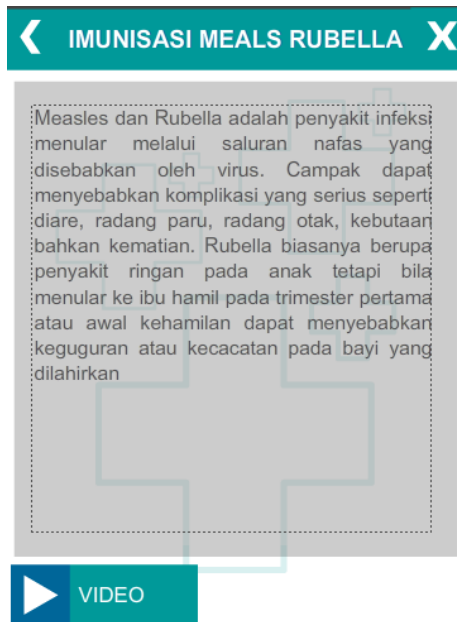 IMUNISASI MEALS RUBELLA X
Measles dan Rubella adalah penyakit infeksi
menular melalui saluran nafas yang
disebabkan oleh virus. Campak dapat
menyebabkan komplikasi yang serius seperti
diare, radang paru, radang otak, kebutaan
bahkan kematian. Rubella biasanya berupa
penyakit ringan pada anak tetapi bila
menular ke ibu hamil pada trimester pertama
atau awal kehamilan dapat menyebabkan
keguguran atau kecacatan pada bayi yang
dilahirkan
VIDEO